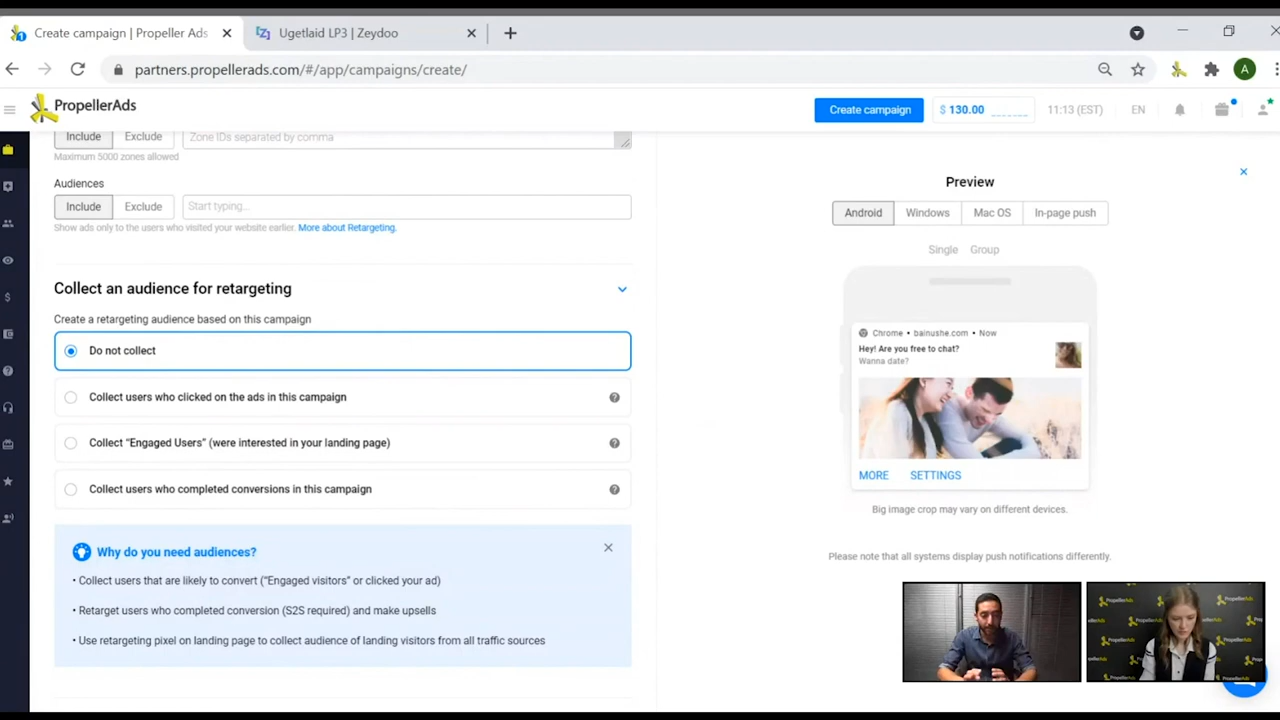 Create campaign | Propeller Ads
Ugetlaid LP3 | Zeydoo
partners.propellerads.com/#/app/campaigns/create/
A
PropellerAds
Create campaign
$ 130.00
11:13 (EST)
EN
Include
Exclude
Zone IDs separated by comma
Maximum 5000 zones allowed
Audiences
Include
Exclude
Start typing...
Show ads only to the users who visited your website earlier. More about Retargeting.
Collect an audience for retargeting
Create a retargeting audience based on this campaign
Do not collect
Collect users who clicked on the ads in this campaign
Collect “Engaged Users” (were interested in your landing page)
Collect users who completed conversions in this campaign
Why do you need audiences?
• Collect users that are likely to convert (“Engaged visitors” or clicked your ad)
• Retarget users who completed conversion (S2S required) and make upsells
• Use retargeting pixel on landing page to collect audience of landing visitors from all traffic sources
Preview
Android
Windows
Mac OS
In-page push
Single
Group
Chrome • bainushe.com • Now
Hey! Are you free to chat?
Wanna date?
MORE
SETTINGS
Big image crop may vary on different devices.
Please note that all systems display push notifications differently.
PropellerAds